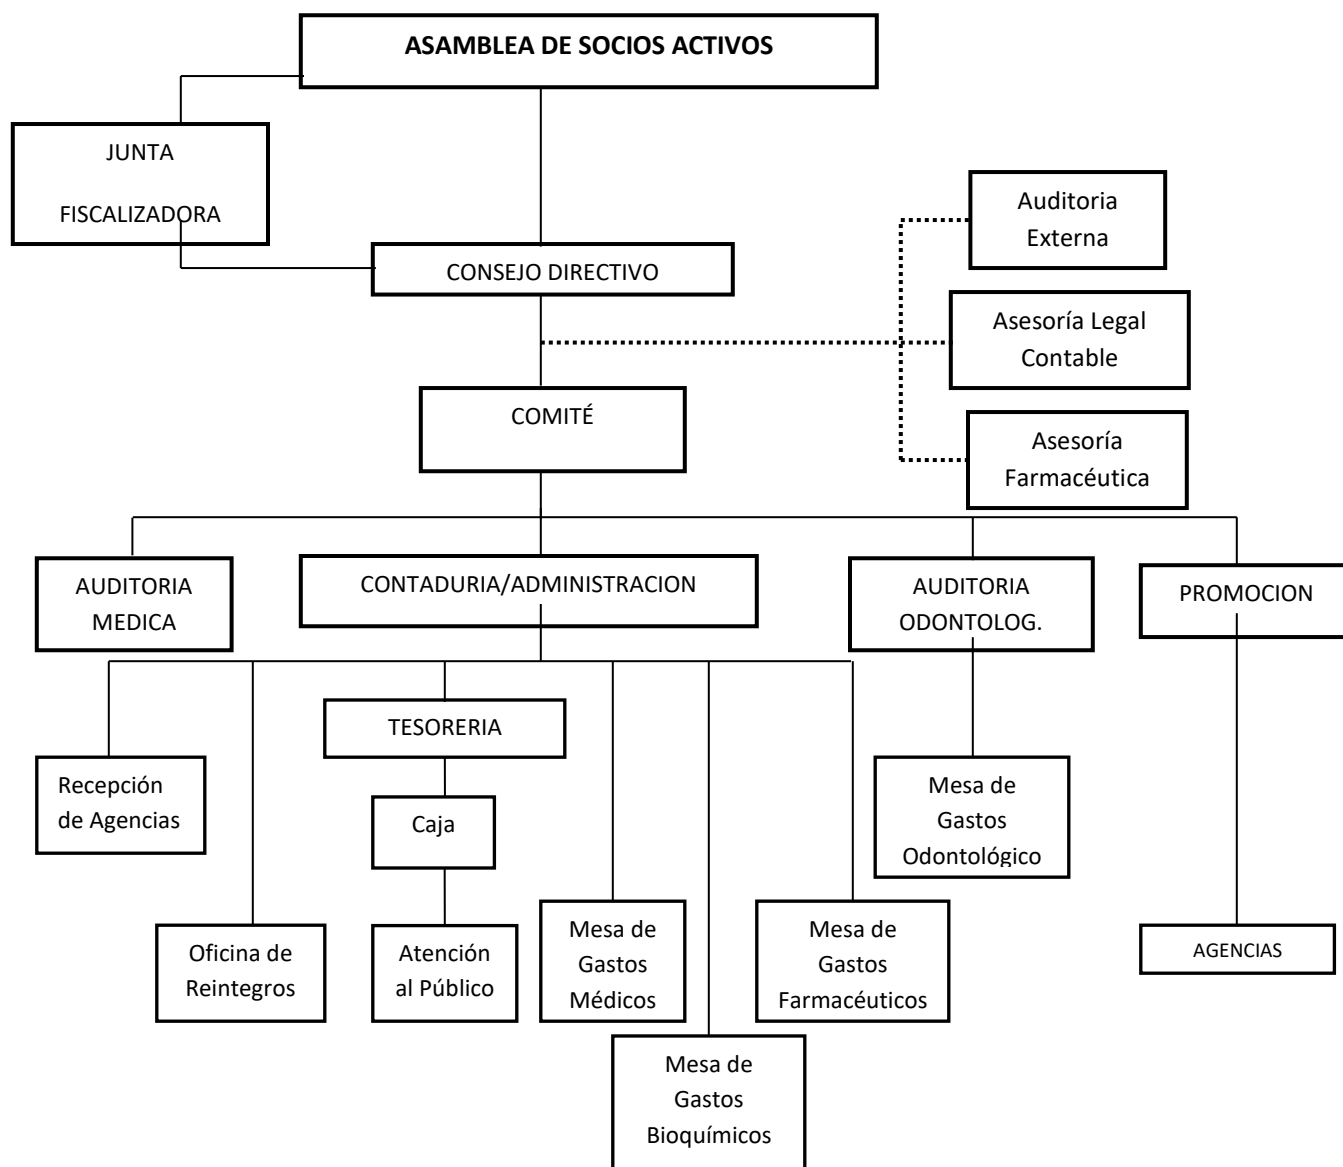 ASAMBLEA DE SOCIOS ACTIVOS
JUNTA
FISCALIZADORA
Auditoria
Externa
CONSEJO DIRECTIVO
Asesoría Legal
Contable
COMITÉ
Asesoría
Farmacéutica
AUDITORIA
MEDICA
CONTADURIA/ADMINISTRACION
AUDITORIA
ODONTOLOG.
PROMOCION
TESORERIA
Recepción
de Agencias
Caja
Mesa de
Gastos
Odontológico
Oficina de
Reintegros
Atención
al Público
Mesa de
Gastos
Médicos
Mesa de
Gastos
Farmacéuticos
AGENCIAS
Mesa de
Gastos
Bioquímicos